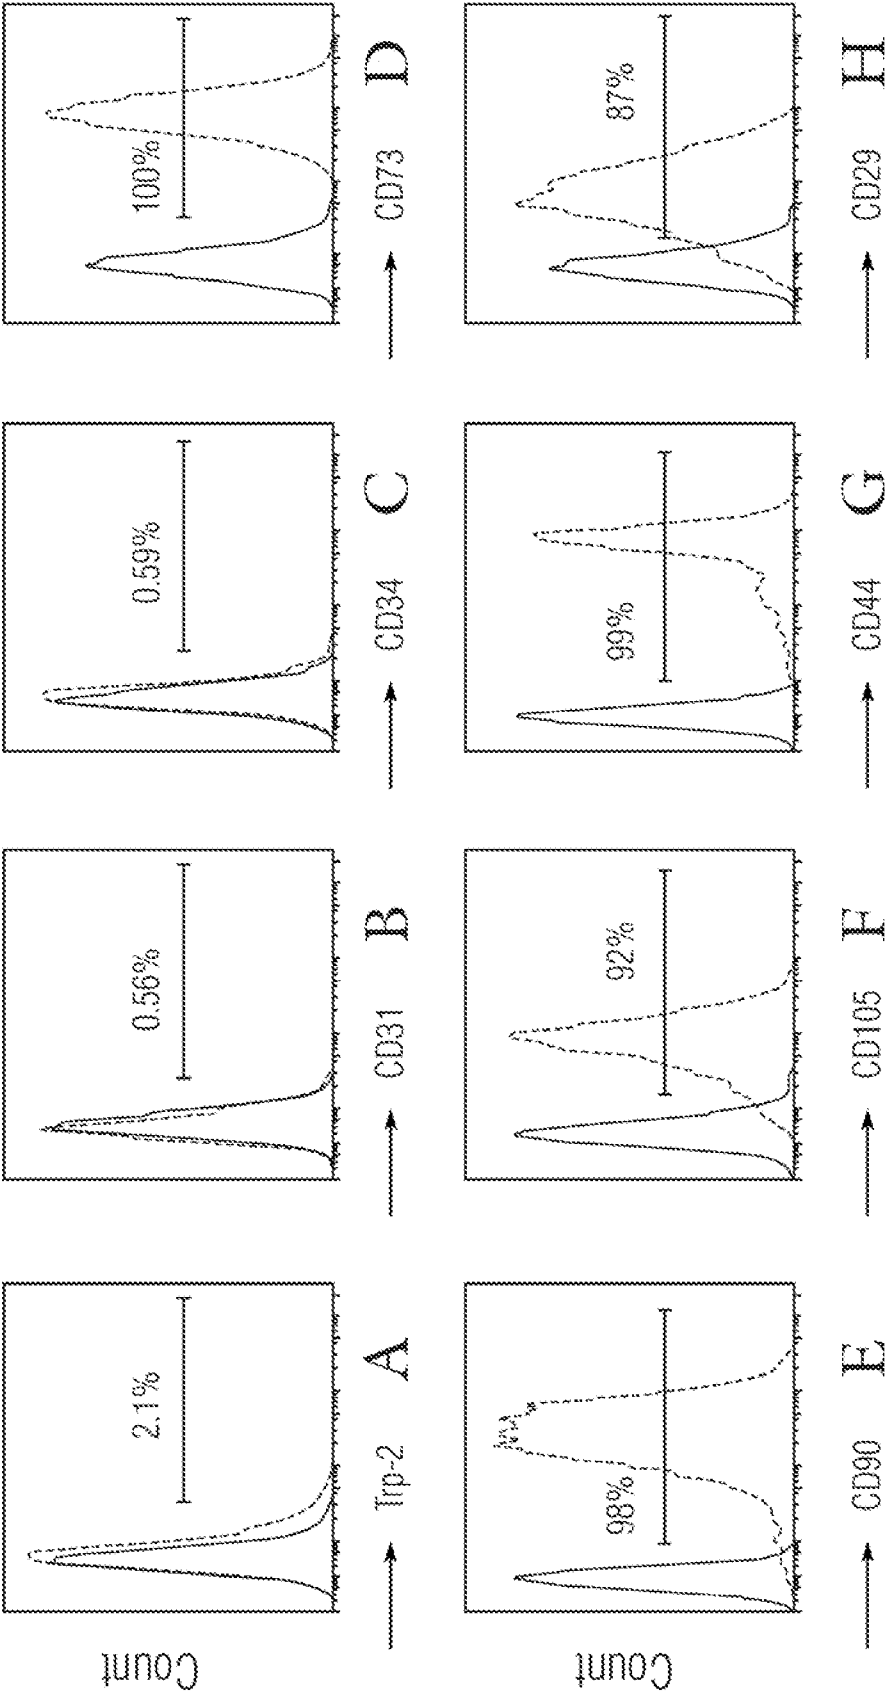 Count
2.1%
Trp-2
A
0.56%
CD31
B
0.59%
CD34
C
100%
CD73
D
Count
98%
CD90
E
92%
CD105
F
99%
CD44
G
87%
CD29
H